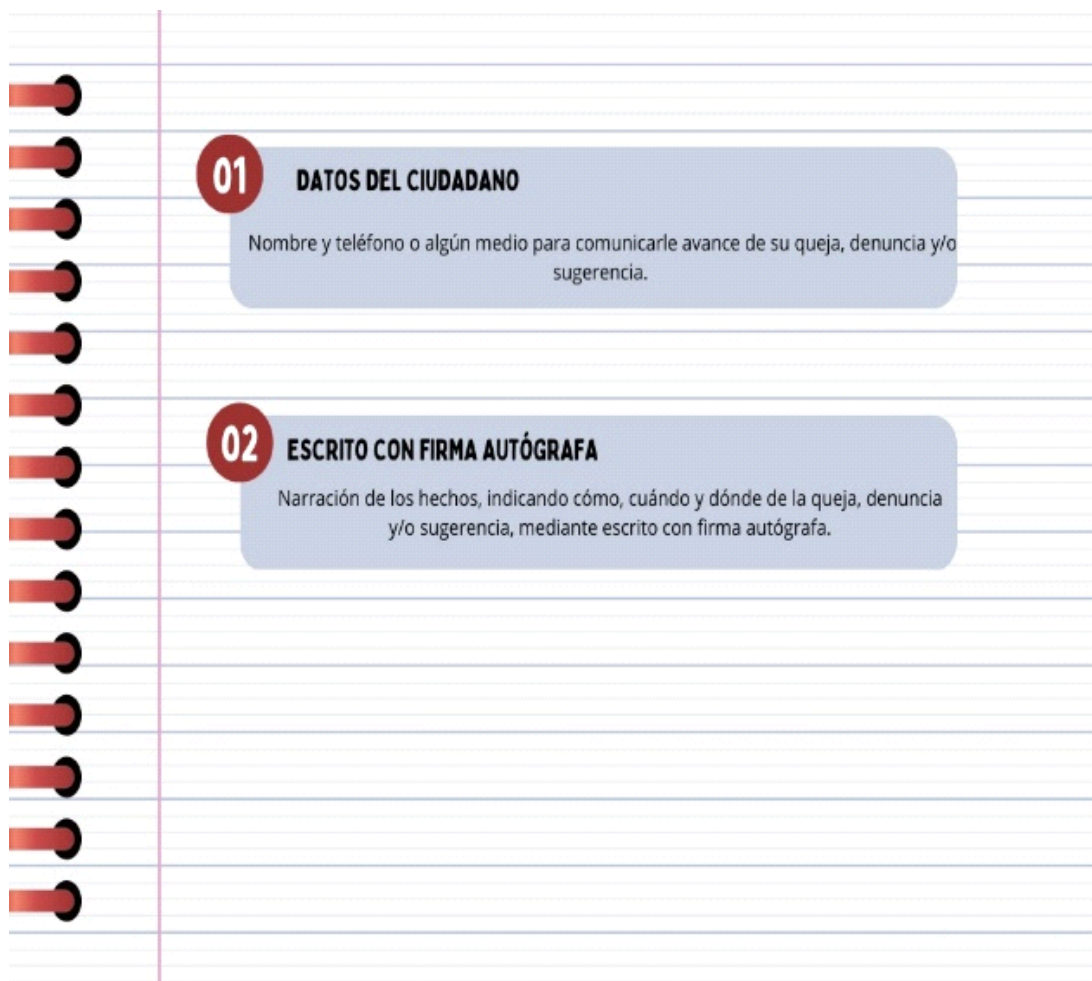 01
DATOS DEL CIUDADANO
Nombre y teléfono o algún medio para comunicarle avance de su queja, denuncia y/o
sugerencia.
02
ESCRITO CON FIRMA AUTÓGRAFA
Narración de los hechos, indicando cómo, cuándo y dónde de la queja, denuncia
y/o sugerencia, mediante escrito con firma autógrafa.